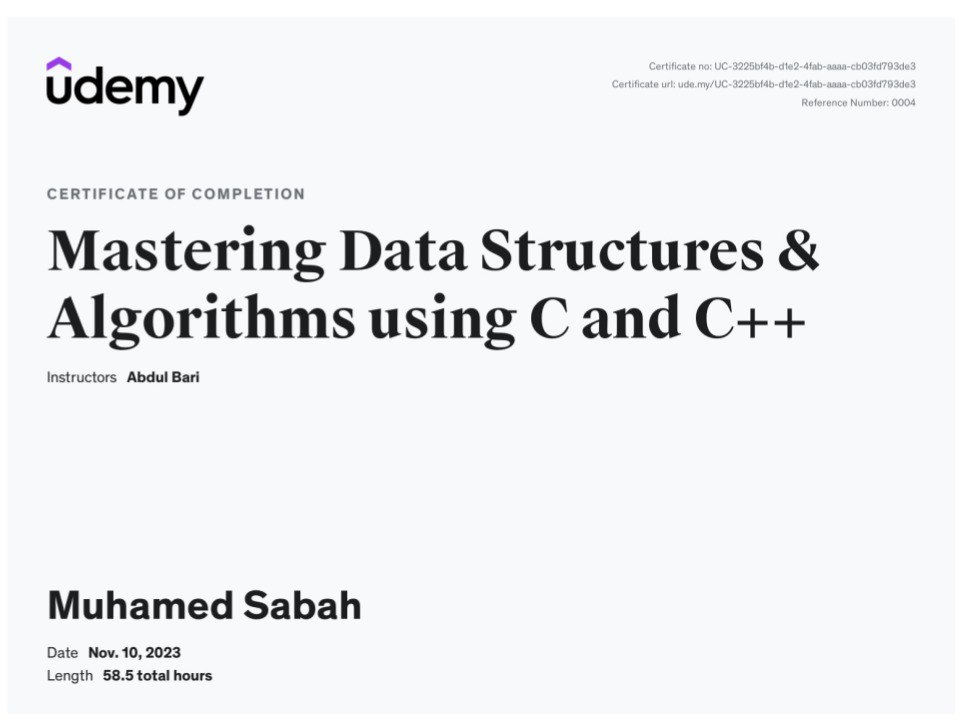 udemy
Certificate no: UC-3225bf4b-d1e2-4fab-aaaa-cb03fd793de3
Certificate url: ude.my/UC-3225bf4b-d1e2-4fab-aaaa-cb03fd793de3
Reference Number: 0004
CERTIFICATE OF COMPLETION
Mastering Data Structures &
Algorithms using C and C++
Instructors Abdul Bari
Muhamed Sabah
Date Nov. 10, 2023
Length 58.5 total hours